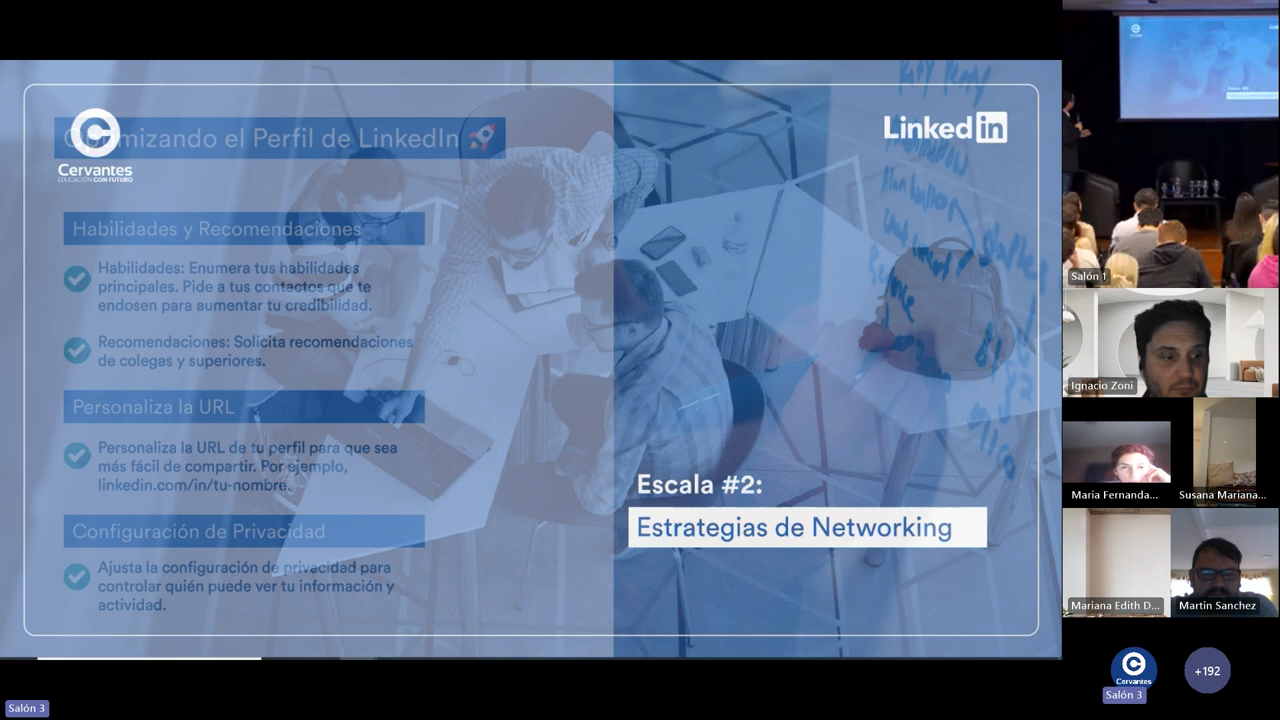 Optimizando el Perfil de LinkedIn
C
Cervantes
EDUCACIÓN CON FUTURO
Linked in
Habilidades y Recomendaciones
Habilidades: Enumera tus habilidades
principales. Pide a tus contactos que te
endosen para aumentar tu credibilidad.
Recomendaciones: Solicita recomendaciones
de colegas y superiores.
Personaliza la URL
Personaliza la URL de tu perfil para que sea
más fácil de compartir. Por ejemplo,
linkedin.com/in/tu-nombre.
Configuración de Privacidad
Ajusta la configuración de privacidad para
controlar quién puede ver tu información y
actividad.
Escala #2:
Estrategias de Networking
Salón 1
Ignacio Zoni
Maria Fernanda...
Susana Mariana...
Mariana Edith D...
Martin Sanchez
C
Cervantes
Salón 3
+192
Salón 3